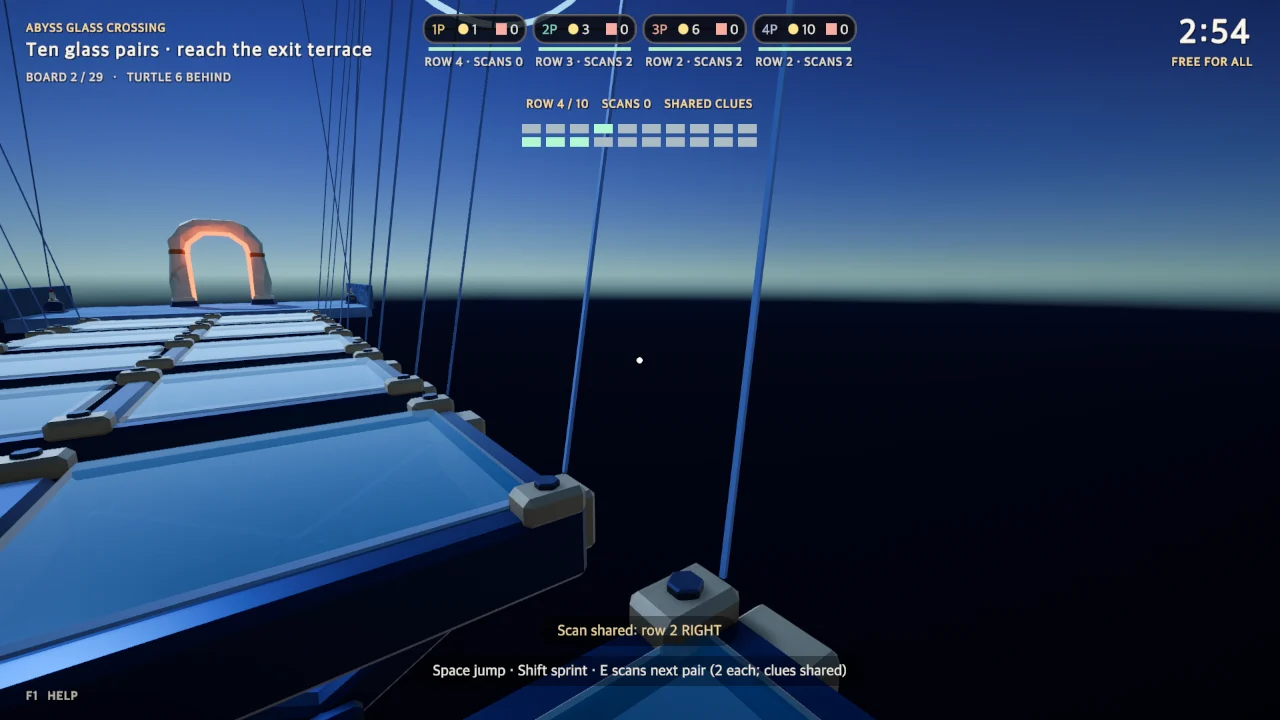 ABYSS GLASS CROSSING
Ten glass pairs · reach the exit terrace
BOARD 2 / 29 · TURTLE 6 BEHIND
1P 1 0
2P 3 0
3P 6 0
4P 10 0
ROW 4 · SCANS 0
ROW 3 · SCANS 2
ROW 2 · SCANS 2
ROW 2 · SCANS 2
2:54
FREE FOR ALL
ROW 4 / 10 SCANS 0 SHARED CLUES
Scan shared: row 2 RIGHT
Space jump · Shift sprint · E scans next pair (2 each; clues shared)
F1 HELP